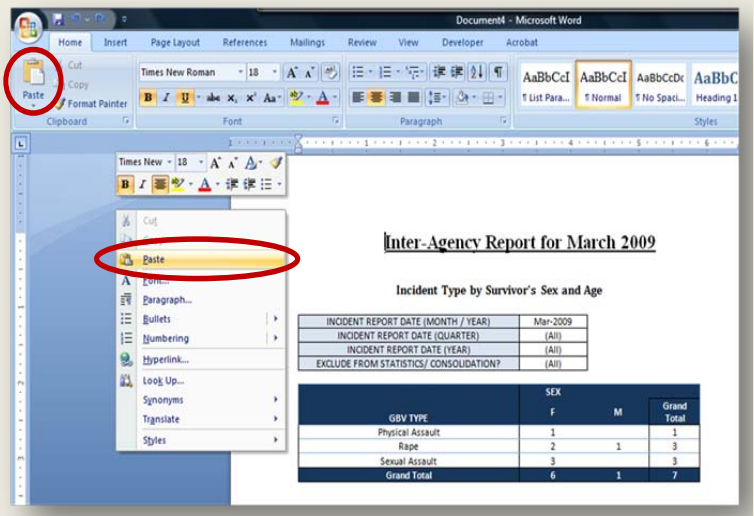 Document4 - Microsoft Word
Home Insert Page Layout References Mailings Review View Developer Acrobat
Cut
Copy
Format Painter
Paste
Times New Roman 18
B I U abe X₂ X² Aa
AaBbCcI AaBbCcI AaBbCcDc AaBbC
¶ List Para... ¶ Normal ¶ No Spaci... Heading 1
Clipboard Font Paragraph Styles
Times New 18
B I
Cut
Paste
Font...
Paragraph...
Bullets
Numbering
Hyperlink...
Look Up...
Synonyms
Translate
Styles
Inter-Agency Report for March 2009
Incident Type by Survivor's Sex and Age
INCIDENT REPORT DATE (MONTH / YEAR) Mar-2009
INCIDENT REPORT DATE (QUARTER) (All)
INCIDENT REPORT DATE (YEAR) (All)
EXCLUDE FROM STATISTICS/ CONSOLIDATION? (All)
SEX
GBV TYPE F M Grand Total
Physical Assault 1 1
Rape 2 1 3
Sexual Assault 3 3
Grand Total 6 1 7